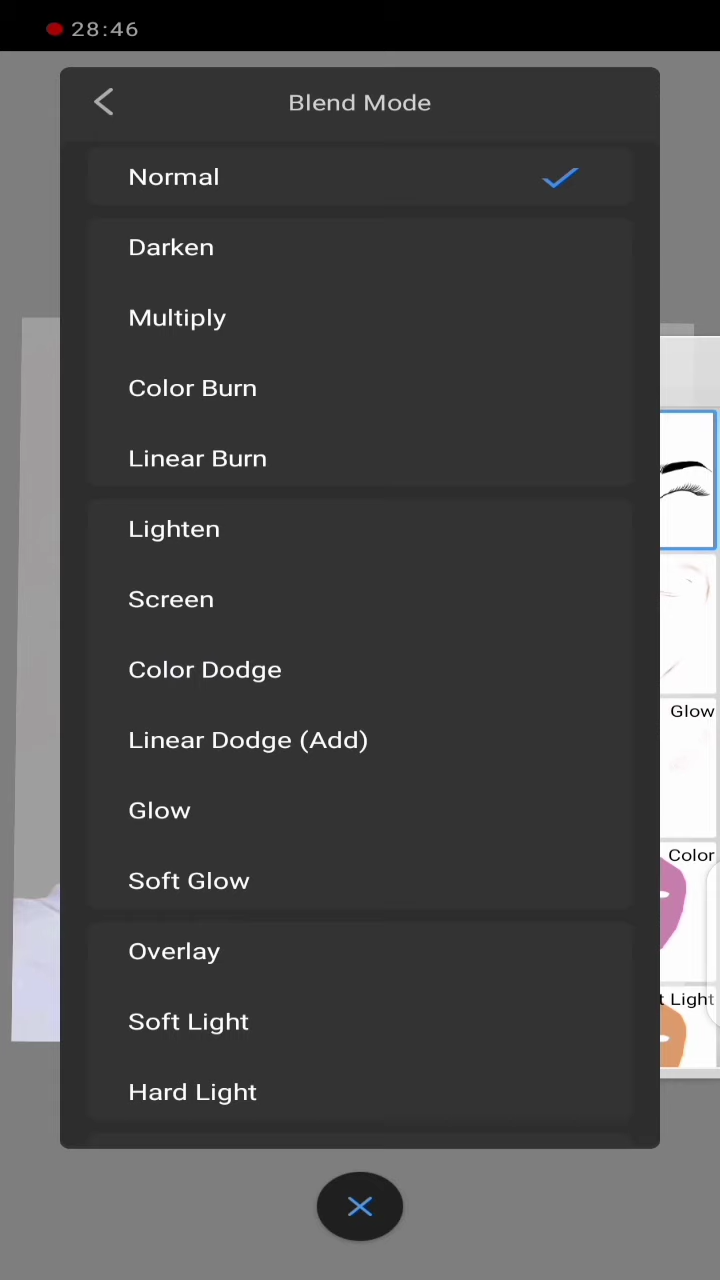 28:46
Blend Mode
Normal
Darken
Multiply
Color Burn
Linear Burn
Lighten
Screen
Color Dodge
Glow
Linear Dodge (Add)
Glow
Color
Soft Glow
Overlay
t Light
Soft Light
Hard Light